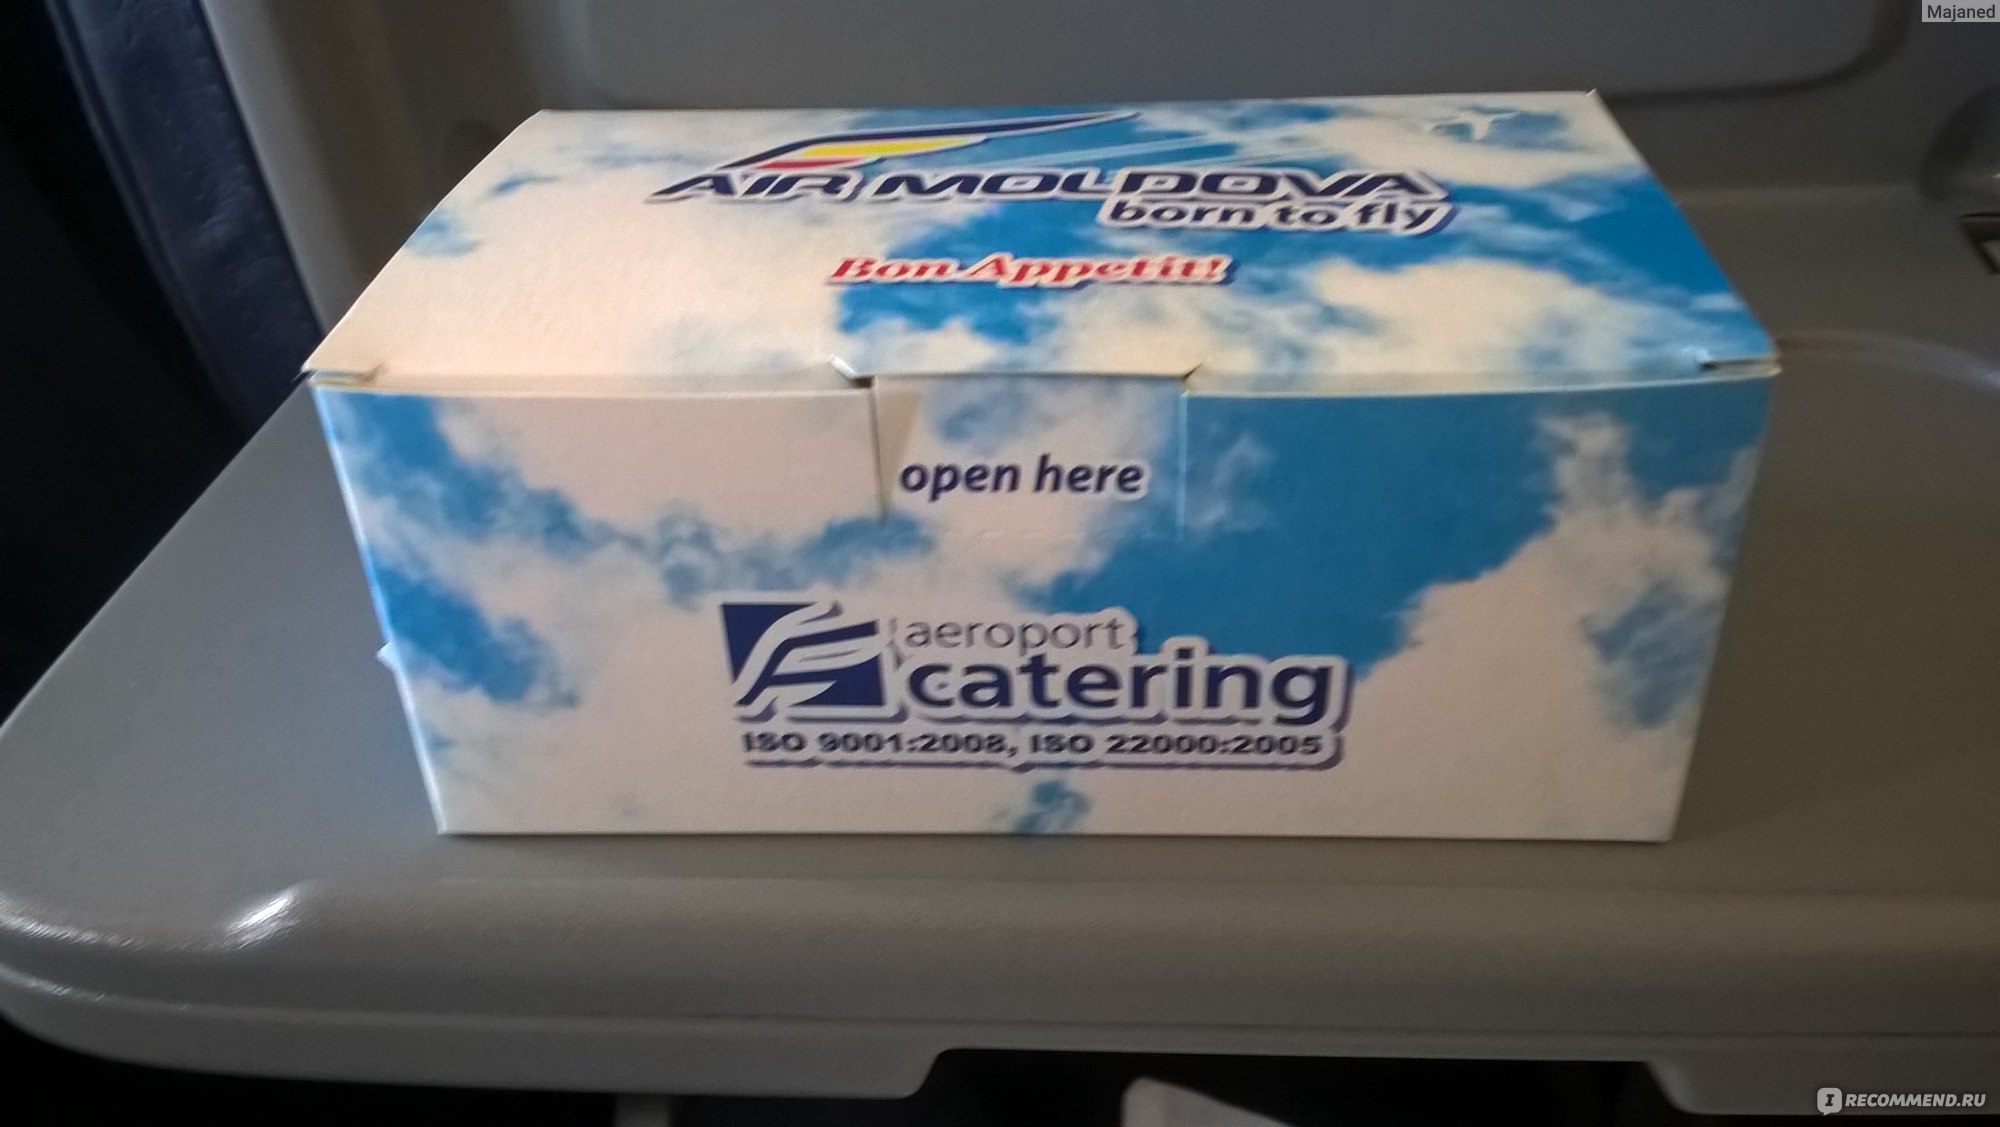 Majaned
AIR MOLDOVA
born to fly
Bon Appetit!
open here
aeroport
catering
ISO 9001:2008, ISO 22000:2005
I RECOMMEND.RU